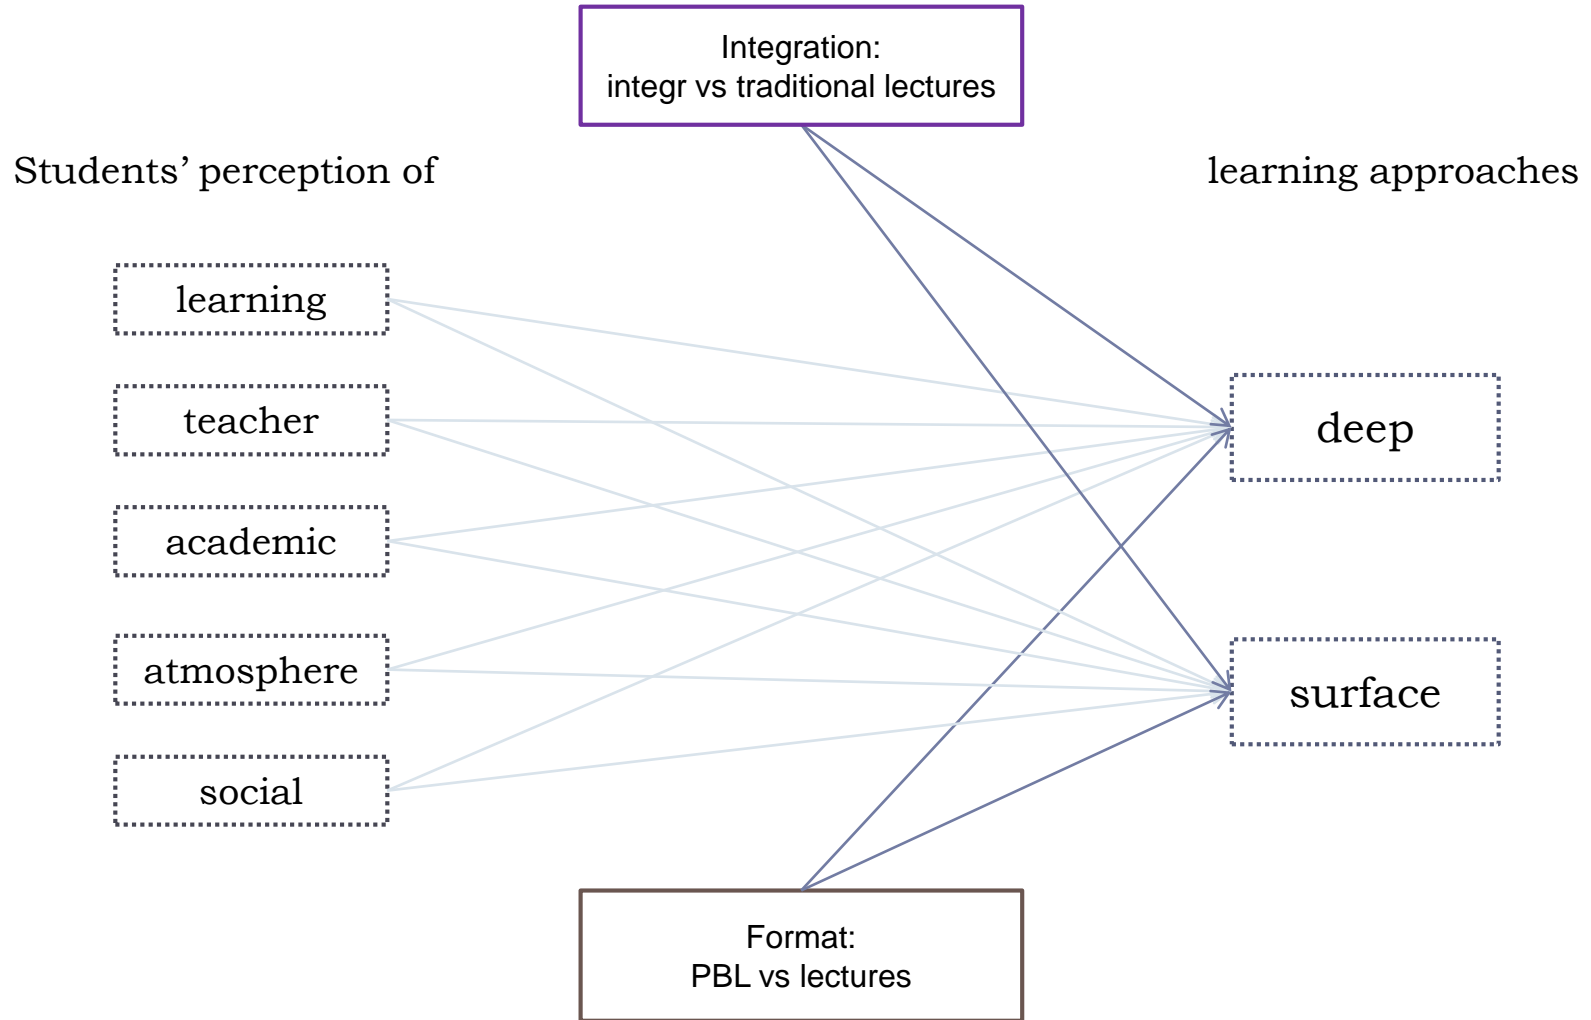 Integration:
integr vs traditional lectures
Students’ perception of
learning approaches
learning
teacher
academic
atmosphere
social
deep
surface
Format:
PBL vs lectures